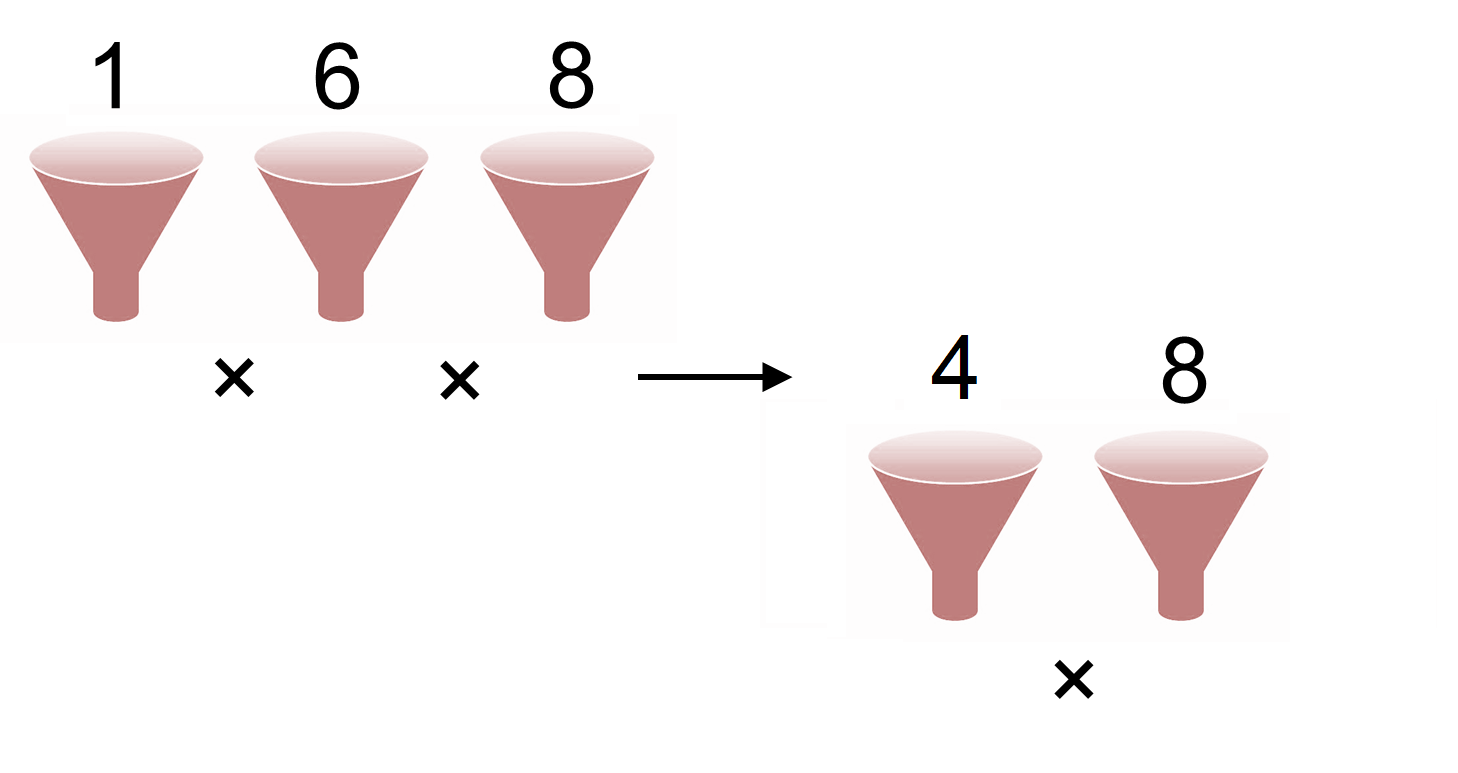 1 6 8
× × →
4 8
×